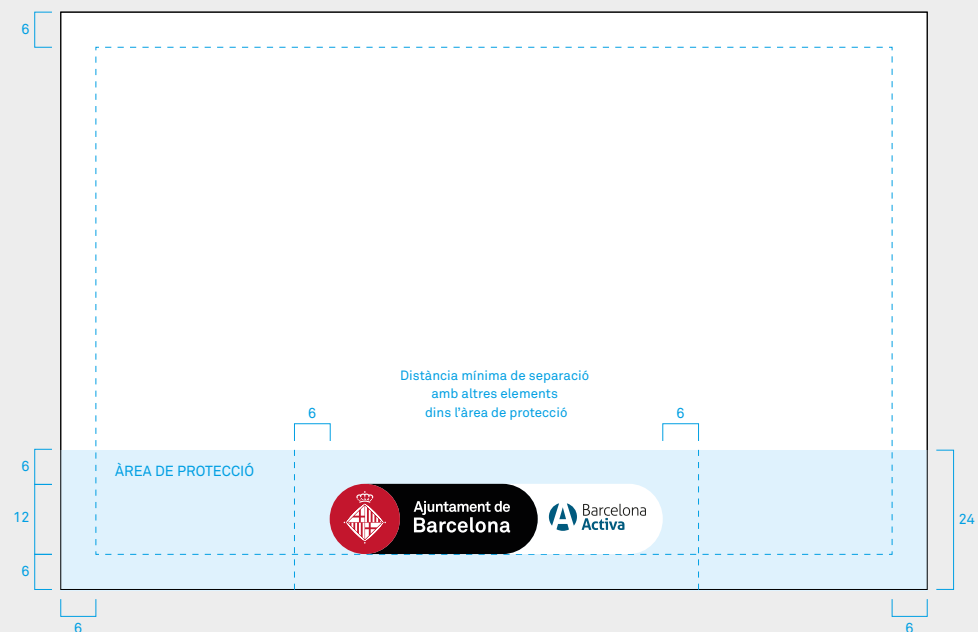 6
Distància mínima de separació
amb altres elements
dins l'àrea de protecció
6
6
6
ÀREA DE PROTECCIÓ
12
Ajuntament de
Barcelona
Barcelona
Activa
24
6
6
6